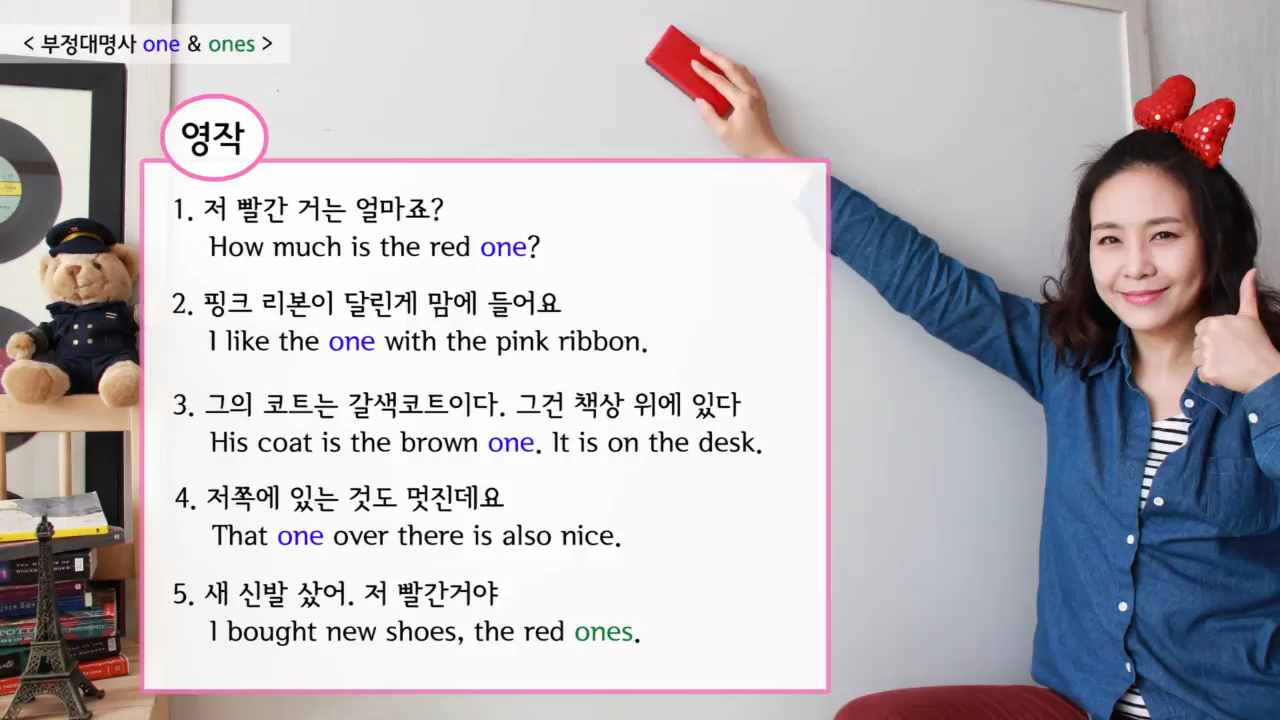 < 부정대명사 one & ones >
영작
1. 저 빨간 거는 얼마죠?
How much is the red one?
2. 핑크 리본이 달린게 맘에 들어요
I like the one with the pink ribbon.
3. 그의 코트는 갈색코트이다. 그건 책상 위에 있다
His coat is the brown one. It is on the desk.
4. 저쪽에 있는 것도 멋진데요
That one over there is also nice.
5. 새 신발 샀어. 저 빨간거야
I bought new shoes, the red ones.